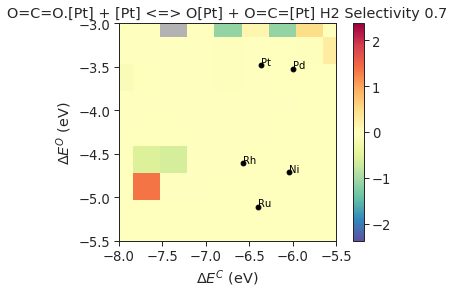 O=C=O.[Pt] + [Pt] <=> O[Pt] + O=C=[Pt] H2 Selectivity 0.7
−3.0
−3.5
−4.0
−4.5
−5.0
−5.5
ΔE^O (eV)
Pt
Pd
Rh
Ni
Ru
−8.0
−7.5
−7.0
−6.5
−6.0
−5.5
ΔE^C (eV)
2
1
0
−1
−2